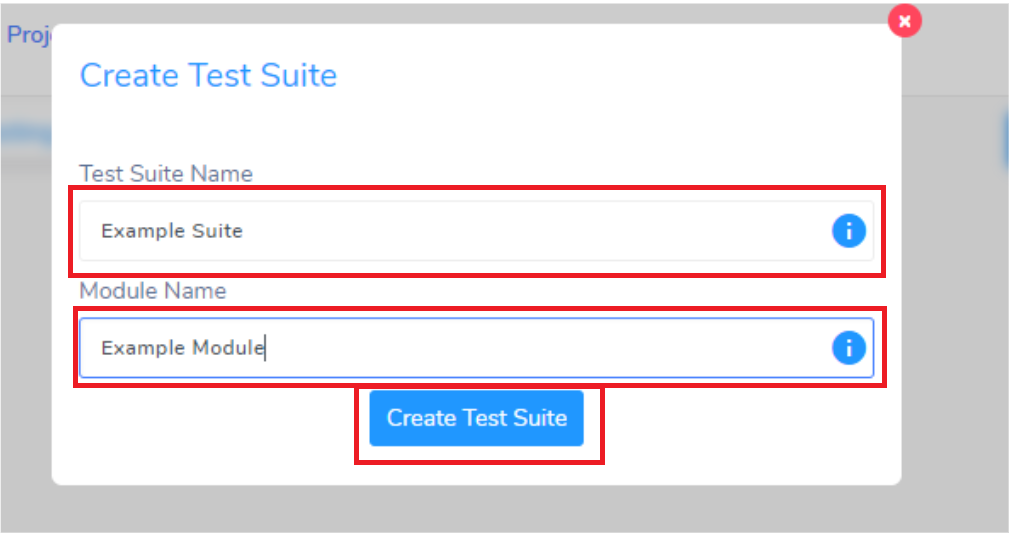 Proj
Create Test Suite
Test Suite Name
Example Suite
Module Name
Example Module
Create Test Suite